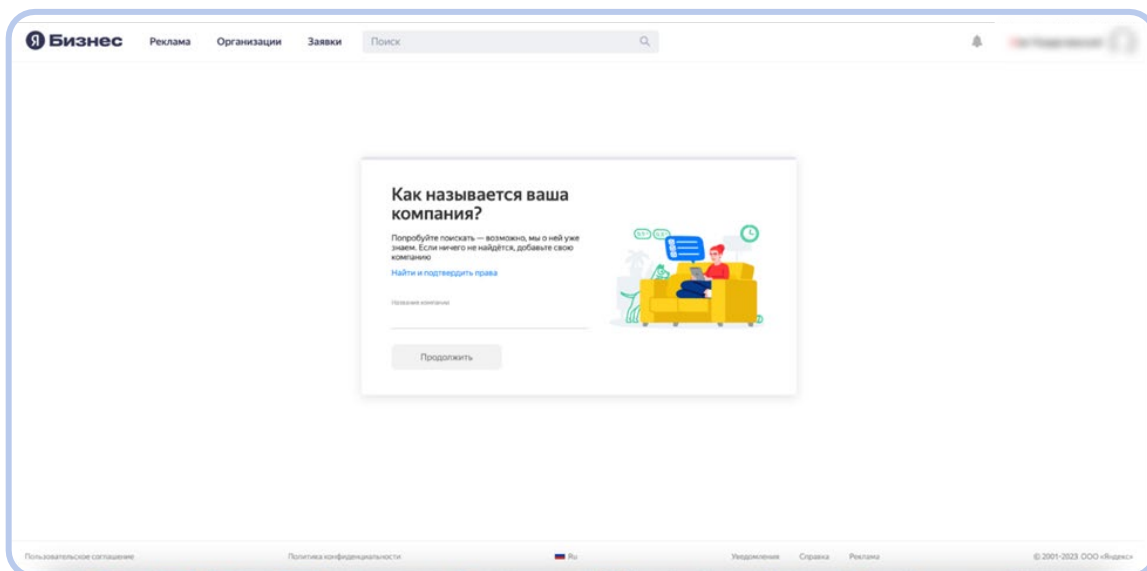 Я Бизнес Реклама Организации Заявки Поиск
Как называется ваша
компания?
Попробуйте поискать — возможно, мы о ней уже
знаем. Если ничего не найдётся, добавьте свою
компанию
Найти и подтвердить права
Название компании
Продолжить
Пользовательское соглашение Политика конфиденциальности Ru Уведомления Справка Реклама © 2001-2023 ООО «Яндекс»